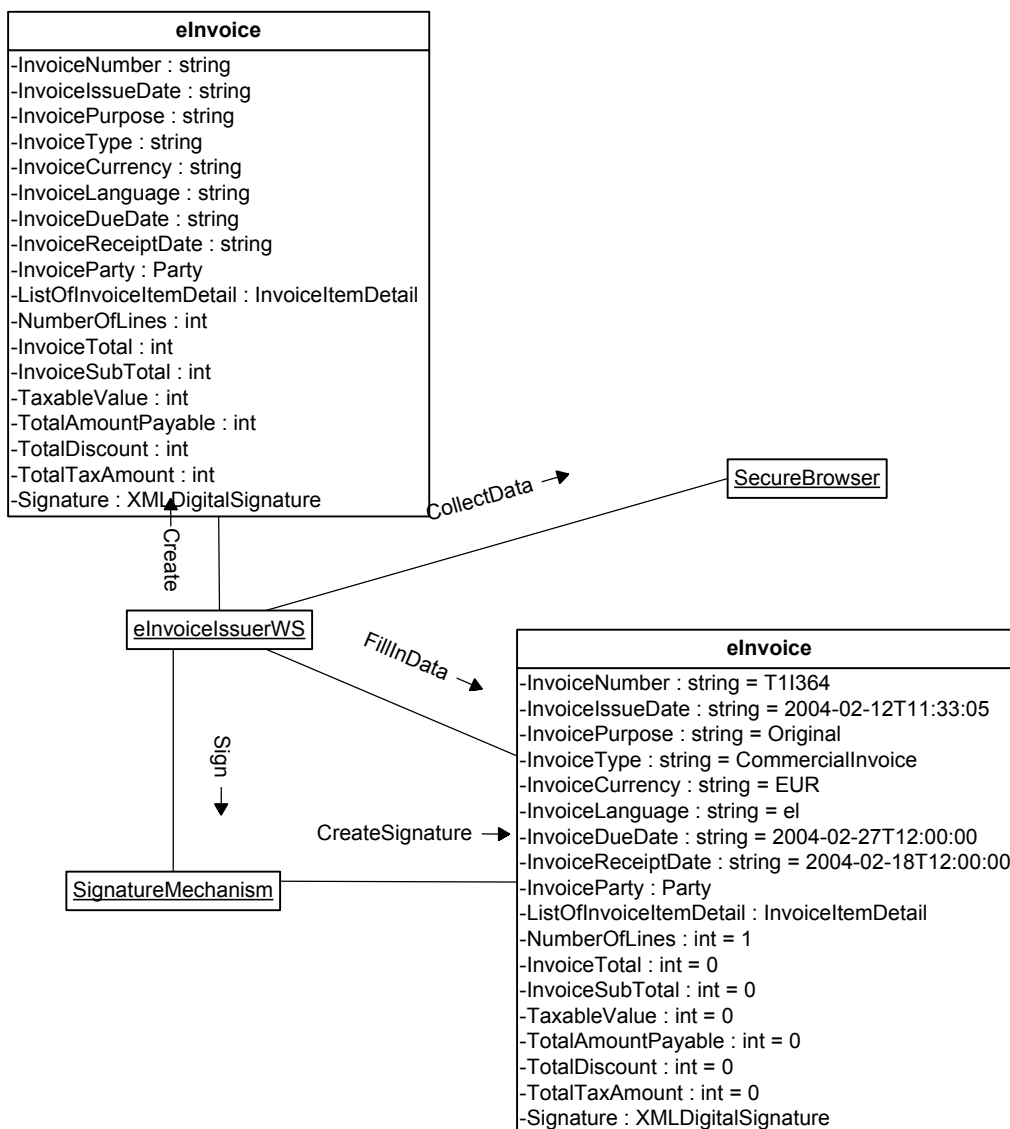 eInvoice
-InvoiceNumber : string
-InvoiceIssueDate : string
-InvoicePurpose : string
-InvoiceType : string
-InvoiceCurrency : string
-InvoiceLanguage : string
-InvoiceDueDate : string
-InvoiceReceiptDate : string
-InvoiceParty : Party
-ListOfInvoiceItemDetail : InvoiceItemDetail
-NumberOfLines : int
-InvoiceTotal : int
-InvoiceSubTotal : int
-TaxableValue : int
-TotalAmountPayable : int
-TotalDiscount : int
-TotalTaxAmount : int
-Signature : XMLDigitalSignature
CollectData
SecureBrowser
Create
eInvoiceIssuerWS
FillInData
Sign
CreateSignature
SignatureMechanism
eInvoice
-InvoiceNumber : string = T1I364
-InvoiceIssueDate : string = 2004-02-12T11:33:05
-InvoicePurpose : string = Original
-InvoiceType : string = CommercialInvoice
-InvoiceCurrency : string = EUR
-InvoiceLanguage : string = el
-InvoiceDueDate : string = 2004-02-27T12:00:00
-InvoiceReceiptDate : string = 2004-02-18T12:00:00
-InvoiceParty : Party
-ListOfInvoiceItemDetail : InvoiceItemDetail
-NumberOfLines : int = 1
-InvoiceTotal : int = 0
-InvoiceSubTotal : int = 0
-TaxableValue : int = 0
-TotalAmountPayable : int = 0
-TotalDiscount : int = 0
-TotalTaxAmount : int = 0
-Signature : XMLDigitalSignature